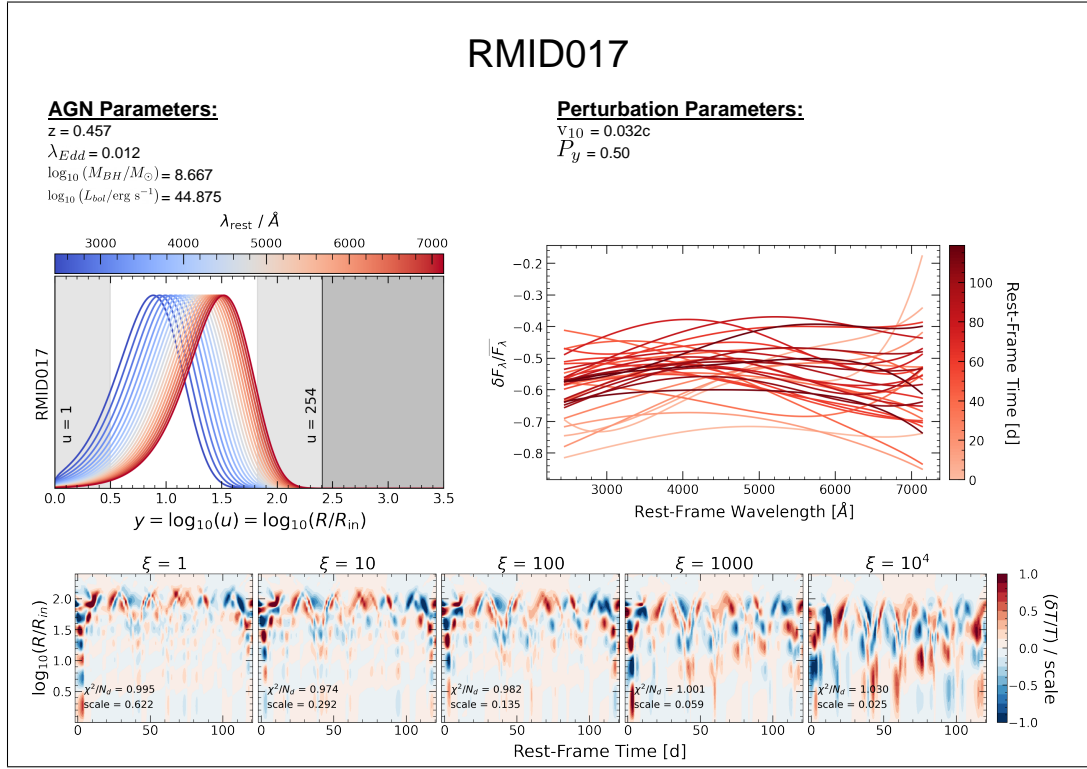 RMID017
AGN Parameters:
z = 0.457
λ_Edd = 0.012
log₁₀ (M_BH/M_⊙) = 8.667
log₁₀ (L_bol/erg s⁻¹) = 44.875
Perturbation Parameters:
v₁₀ = 0.032c
P_y = 0.50
λ_rest / Å
3000 4000 5000 6000 7000
RMID017
u = 1
u = 254
0.0 0.5 1.0 1.5 2.0 2.5 3.0 3.5
y = log₁₀(u) = log₁₀(R/R_in)
δF_λ/F̅_λ
−0.2
−0.3
−0.4
−0.5
−0.6
−0.7
−0.8
3000 4000 5000 6000 7000
Rest-Frame Wavelength [Å]
100
80
60
40
20
0
Rest-Frame Time [d]
ξ = 1 ξ = 10 ξ = 100 ξ = 1000 ξ = 10⁴
log₁₀(R/R_in)
2.0
1.5
1.0
0.5
χ²/N_d = 0.995
scale = 0.622
χ²/N_d = 0.974
scale = 0.292
χ²/N_d = 0.982
scale = 0.135
χ²/N_d = 1.001
scale = 0.059
χ²/N_d = 1.030
scale = 0.025
0 50 100 0 50 100 0 50 100 0 50 100 0 50 100
Rest-Frame Time [d]
1.0
0.5
0.0
−0.5
−1.0
(δT/T) / scale